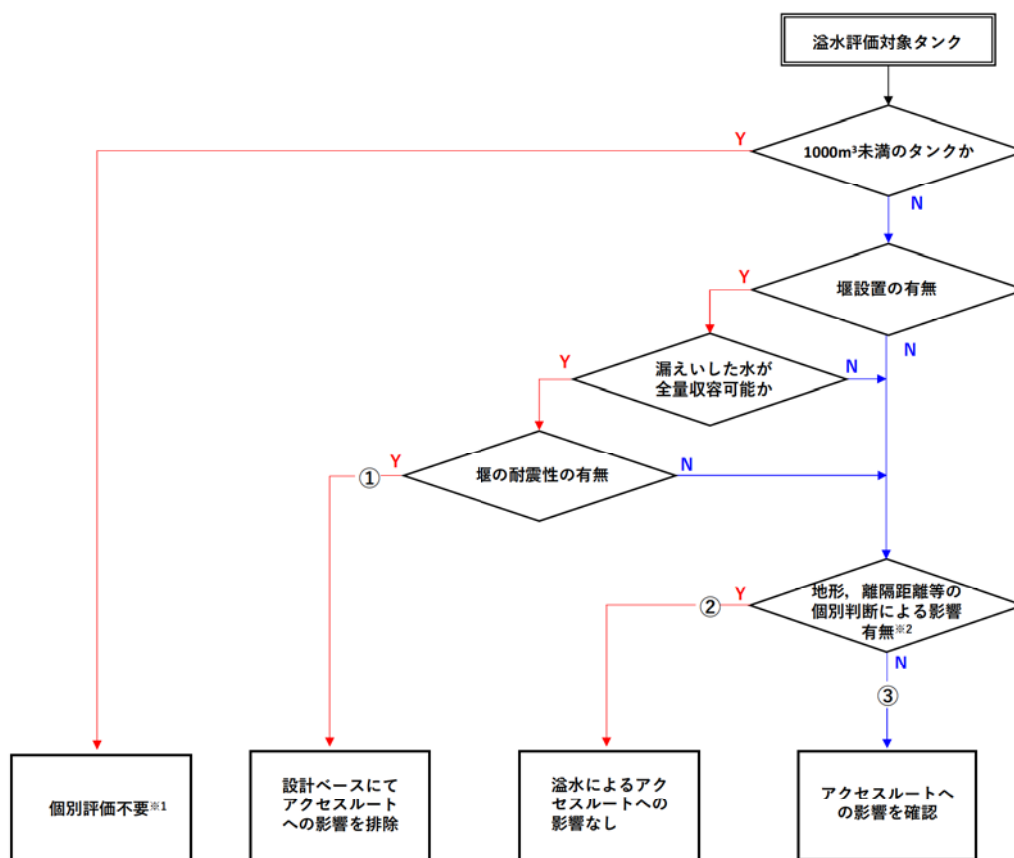 溢水評価対象タンク
Y
1000m³未満のタンクか
N
Y
堰設置の有無
N
Y
漏えいした水が
全量収容可能か
N
Y
①
堰の耐震性の有無
N
②
Y
地形，離隔距離等の
個別判断による影響
有無※2
N
③
個別評価不要※1
設計ベースにて
アクセスルート
への影響を排除
溢水によるアク
セスルートへの
影響なし
アクセスルートへ
の影響を確認